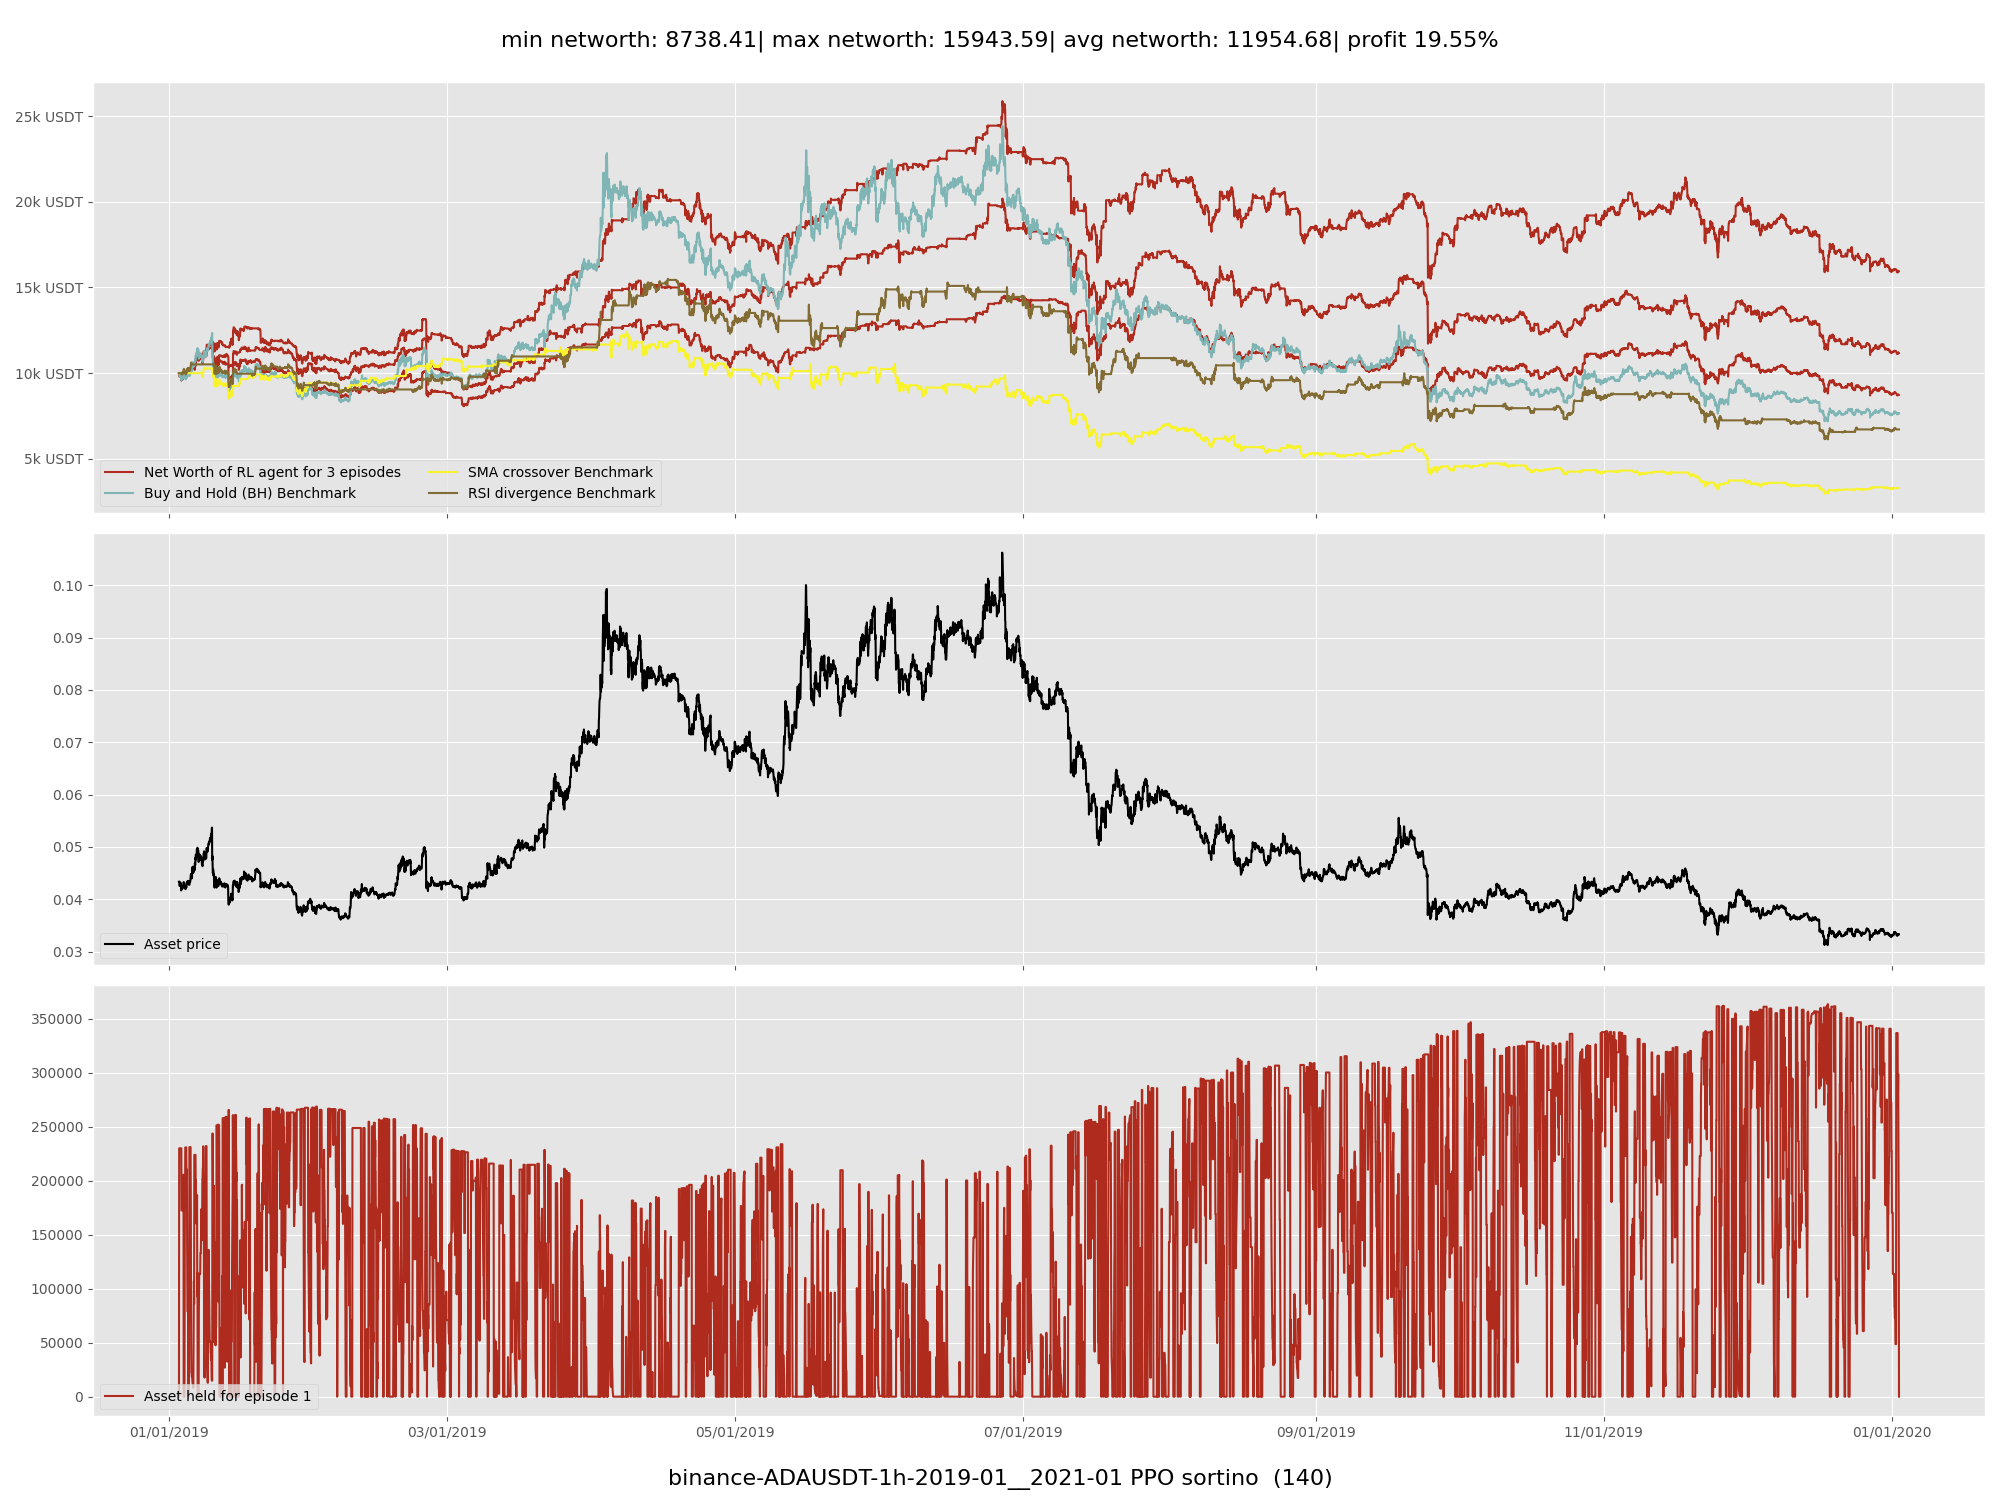 min networth: 8738.41| max networth: 15943.59| avg networth: 11954.68| profit 19.55%
25k USDT
20k USDT
15k USDT
10k USDT
5k USDT
Net Worth of RL agent for 3 episodes
Buy and Hold (BH) Benchmark
SMA crossover Benchmark
RSI divergence Benchmark
0.10
0.09
0.08
0.07
0.06
0.05
0.04
0.03
Asset price
350000
300000
250000
200000
150000
100000
50000
0
Asset held for episode 1
01/01/2019
03/01/2019
05/01/2019
07/01/2019
09/01/2019
11/01/2019
01/01/2020
binance-ADAUSDT-1h-2019-01__2021-01 PPO sortino  (140)